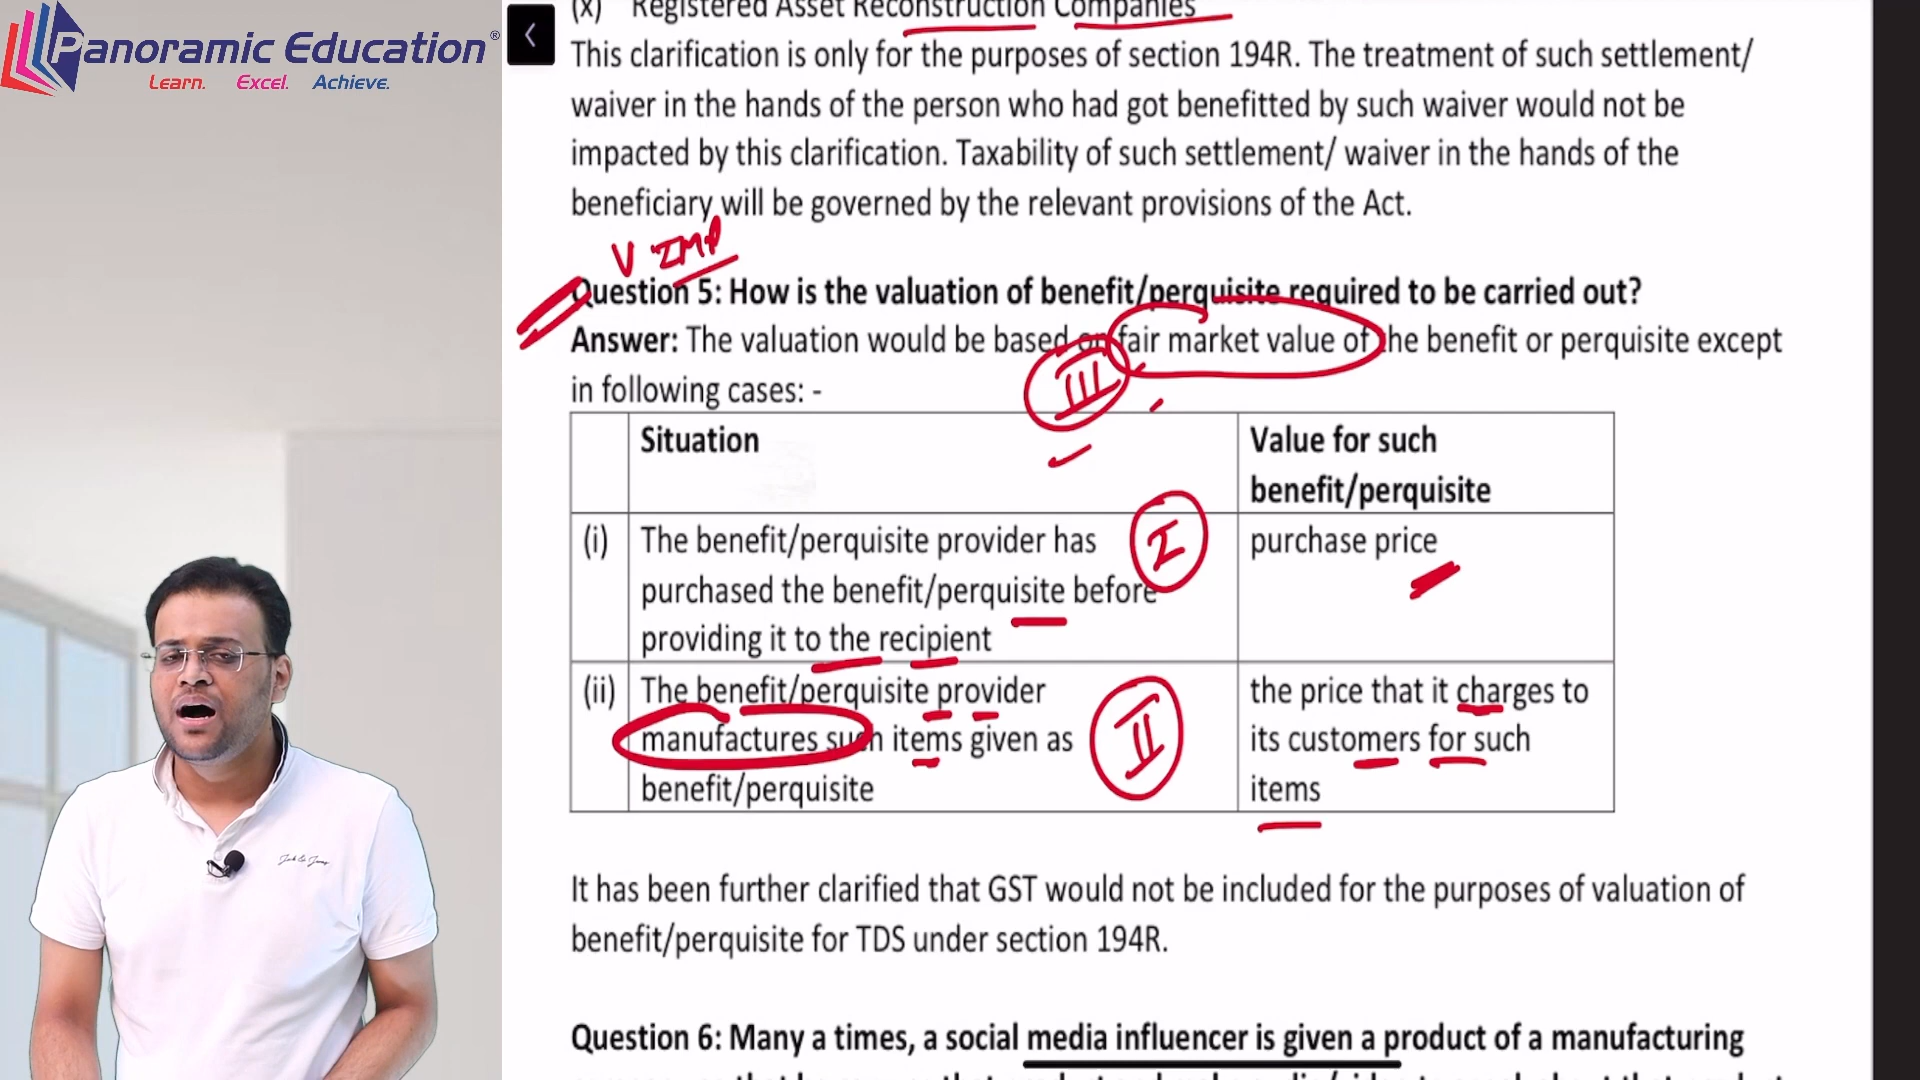 Panoramic Education®
Learn. Excel. Achieve.
(x) Registered Asset Reconstruction Companies
This clarification is only for the purposes of section 194R. The treatment of such settlement/
waiver in the hands of the person who had got benefitted by such waiver would not be
impacted by this clarification. Taxability of such settlement/ waiver in the hands of the
beneficiary will be governed by the relevant provisions of the Act.
V IMP
Question 5: How is the valuation of benefit/perquisite required to be carried out?
Answer: The valuation would be based on fair market value of the benefit or perquisite except
in following cases: -
III
Situation
Value for such
benefit/perquisite
(i) The benefit/perquisite provider has
purchased the benefit/perquisite before
providing it to the recipient
I
purchase price
(ii) The benefit/perquisite provider
manufactures such items given as
benefit/perquisite
II
the price that it charges to
its customers for such
items
It has been further clarified that GST would not be included for the purposes of valuation of
benefit/perquisite for TDS under section 194R.
Question 6: Many a times, a social media influencer is given a product of a manufacturing